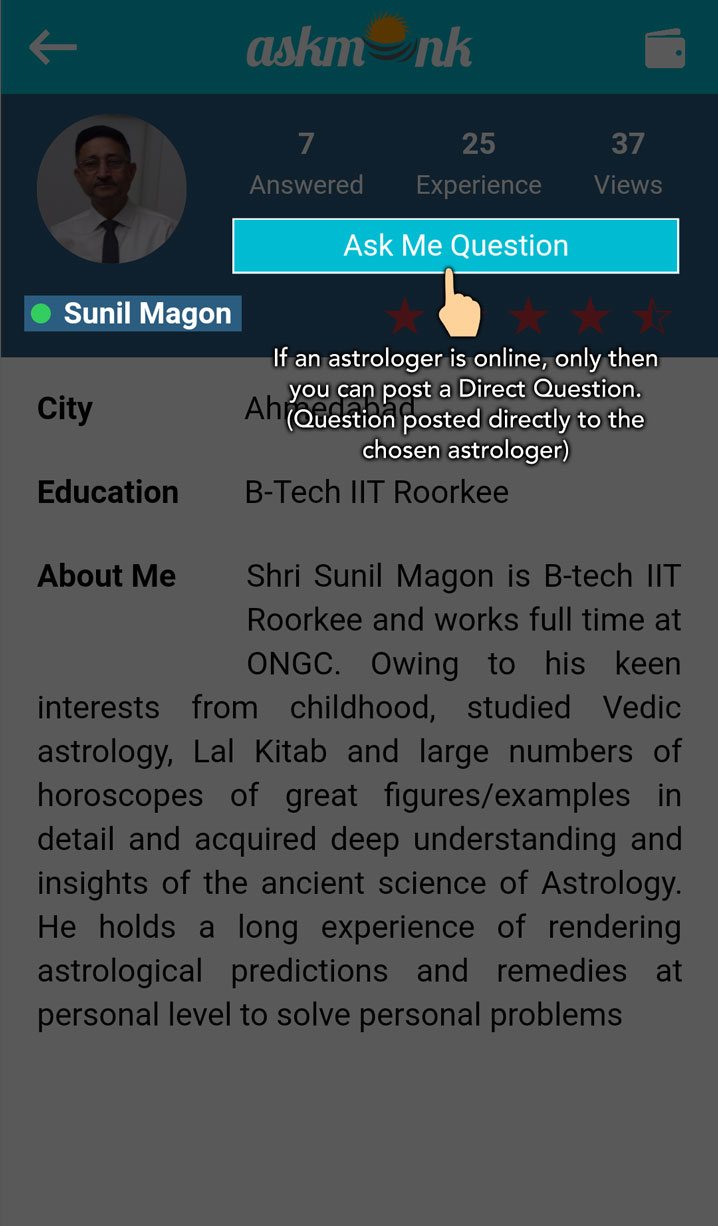 askmonk
7 25 37
Answered Experience Views
Ask Me Question
Sunil Magon
If an astrologer is online, only then
you can post a Direct Question.
(Question posted directly to the
chosen astrologer)
City Ahmedabad
Education B-Tech IIT Roorkee
About Me Shri Sunil Magon is B-tech IIT
Roorkee and works full time at
ONGC. Owing to his keen
interests from childhood, studied Vedic
astrology, Lal Kitab and large numbers of
horoscopes of great figures/examples in
detail and acquired deep understanding and
insights of the ancient science of Astrology.
He holds a long experience of rendering
astrological predictions and remedies at
personal level to solve personal problems